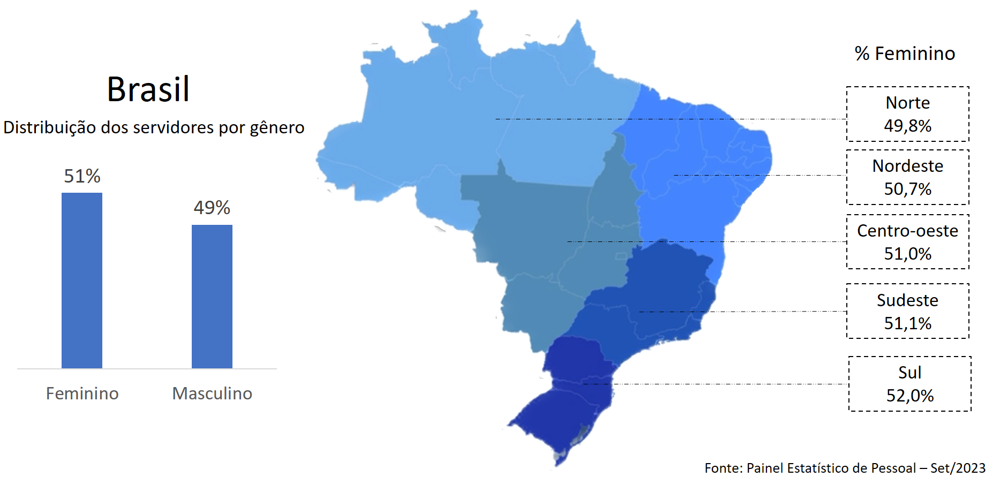 Brasil
Distribuição dos servidores por gênero
51%
49%
Feminino
Masculino
% Feminino
Norte
49,8%
Nordeste
50,7%
Centro-oeste
51,0%
Sudeste
51,1%
Sul
52,0%
Fonte: Painel Estatístico de Pessoal – Set/2023